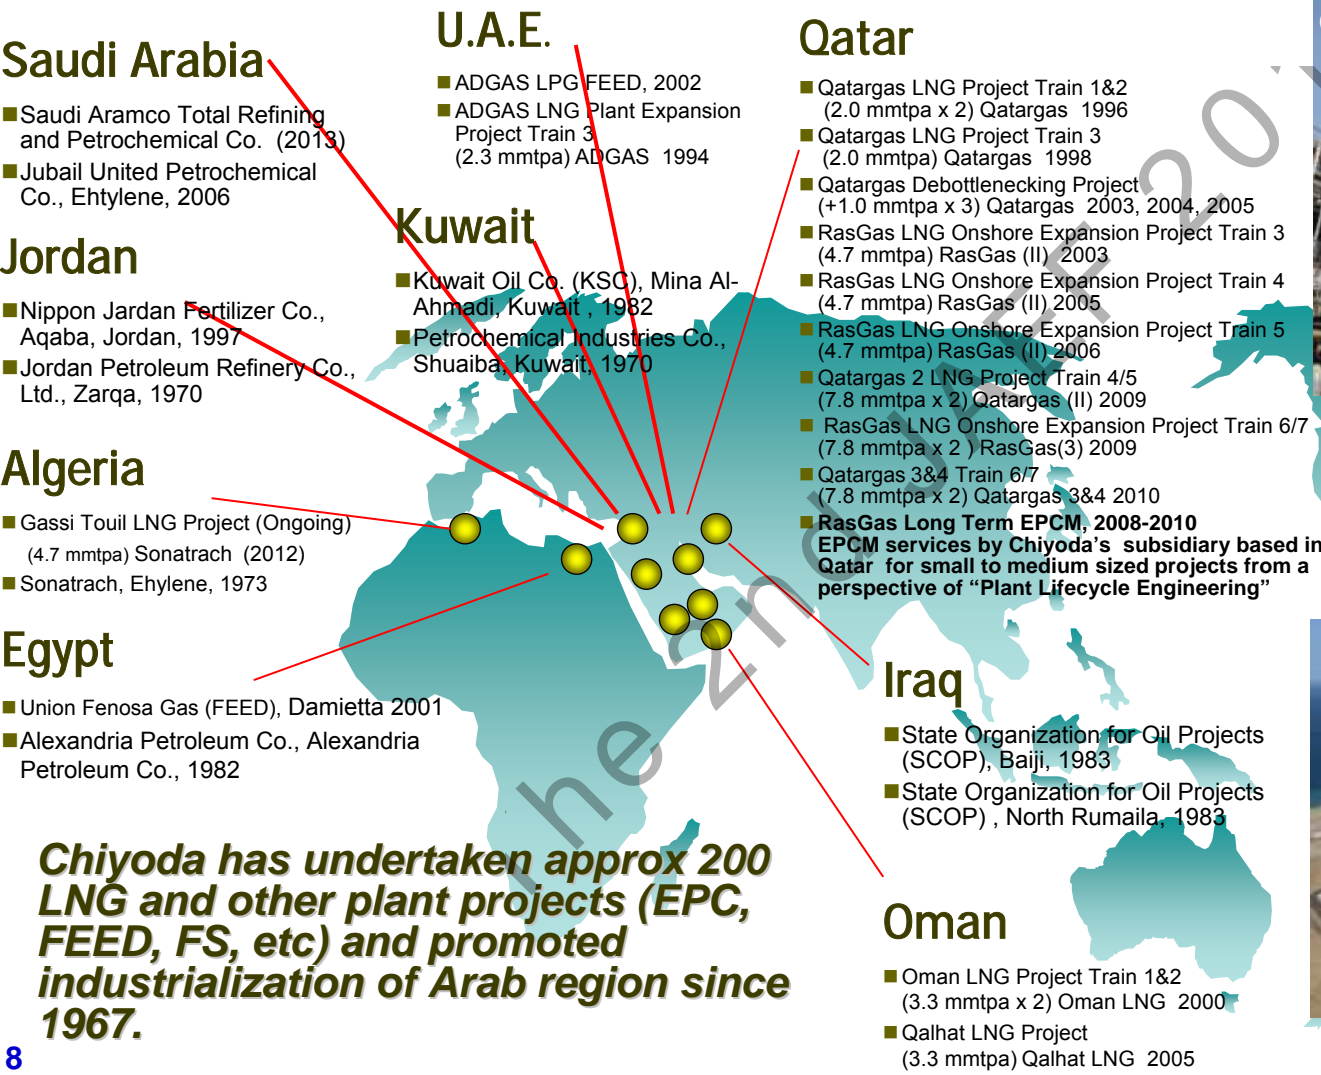 Saudi Arabia
Saudi Aramco Total Refining
and Petrochemical Co. (2013)
Jubail United Petrochemical
Co., Ehtylene, 2006
Jordan
Nippon Jardan Fertilizer Co.,
Aqaba, Jordan, 1997
Jordan Petroleum Refinery Co.,
Ltd., Zarqa, 1970
Algeria
Gassi Touil LNG Project (Ongoing)
(4.7 mmtpa) Sonatrach (2012)
Sonatrach, Ehylene, 1973
Egypt
Union Fenosa Gas (FEED), Damietta 2001
Alexandria Petroleum Co., Alexandria
Petroleum Co., 1982
U.A.E.
ADGAS LPG FEED, 2002
ADGAS LNG Plant Expansion
Project Train 3
(2.3 mmtpa) ADGAS 1994
Kuwait
Kuwait Oil Co. (KSC), Mina Al-
Ahmadi, Kuwait , 1982
Petrochemical Industries Co.,
Shuaiba, Kuwait, 1970
Qatar
Qatargas LNG Project Train 1&2
(2.0 mmtpa x 2) Qatargas 1996
Qatargas LNG Project Train 3
(2.0 mmtpa) Qatargas 1998
Qatargas Debottlenecking Project
(+1.0 mmtpa x 3) Qatargas 2003, 2004, 2005
RasGas LNG Onshore Expansion Project Train 3
(4.7 mmtpa) RasGas (II) 2003
RasGas LNG Onshore Expansion Project Train 4
(4.7 mmtpa) RasGas (II) 2005
RasGas LNG Onshore Expansion Project Train 5
(4.7 mmtpa) RasGas (II) 2006
Qatargas 2 LNG Project Train 4/5
(7.8 mmtpa x 2) Qatargas (II) 2009
RasGas LNG Onshore Expansion Project Train 6/7
(7.8 mmtpa x 2 ) RasGas(3) 2009
Qatargas 3&4 Train 6/7
(7.8 mmtpa x 2) Qatargas 3&4 2010
RasGas Long Term EPCM, 2008-2010
EPCM services by Chiyoda's subsidiary based in
Qatar for small to medium sized projects from a
perspective of “Plant Lifecycle Engineering”
Iraq
State Organization for Oil Projects
(SCOP), Baiji, 1983
State Organization for Oil Projects
(SCOP) , North Rumaila, 1983
Oman
Oman LNG Project Train 1&2
(3.3 mmtpa x 2) Oman LNG 2000
Qalhat LNG Project
(3.3 mmtpa) Qalhat LNG 2005
Chiyoda has undertaken approx 200
LNG and other plant projects (EPC,
FEED, FS, etc) and promoted
industrialization of Arab region since
1967.
8
he 2nd JAEF